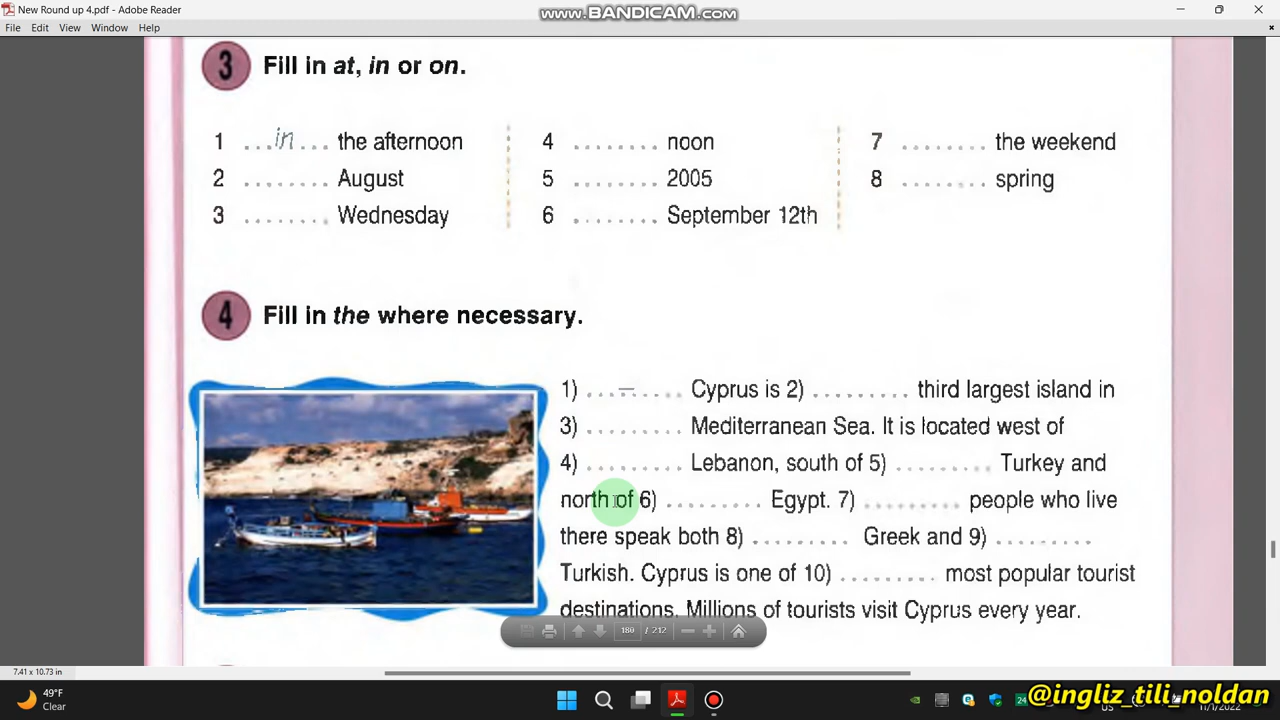 New Round up 4.pdf - Adobe Reader
WWW.BANDICAM.COM
File Edit View Window Help
3 Fill in at, in or on.
1 ...in... the afternoon
2 ........ August
3 ........ Wednesday
4 ........ noon
5 ........ 2005
6 ........ September 12th
7 ........ the weekend
8 ........ spring
4 Fill in the where necessary.
1) ....–.... Cyprus is 2) ......... third largest island in
3) ......... Mediterranean Sea. It is located west of
4) ......... Lebanon, south of 5) ......... Turkey and
north of 6) ......... Egypt. 7) ......... people who live
there speak both 8) ......... Greek and 9) .........
Turkish. Cyprus is one of 10) ......... most popular tourist
destinations. Millions of tourists visit Cyprus every year.
180 / 212
7.41 x 10.73 in
49°F
Clear
@ingliz_tili_noldan
11/1/2022